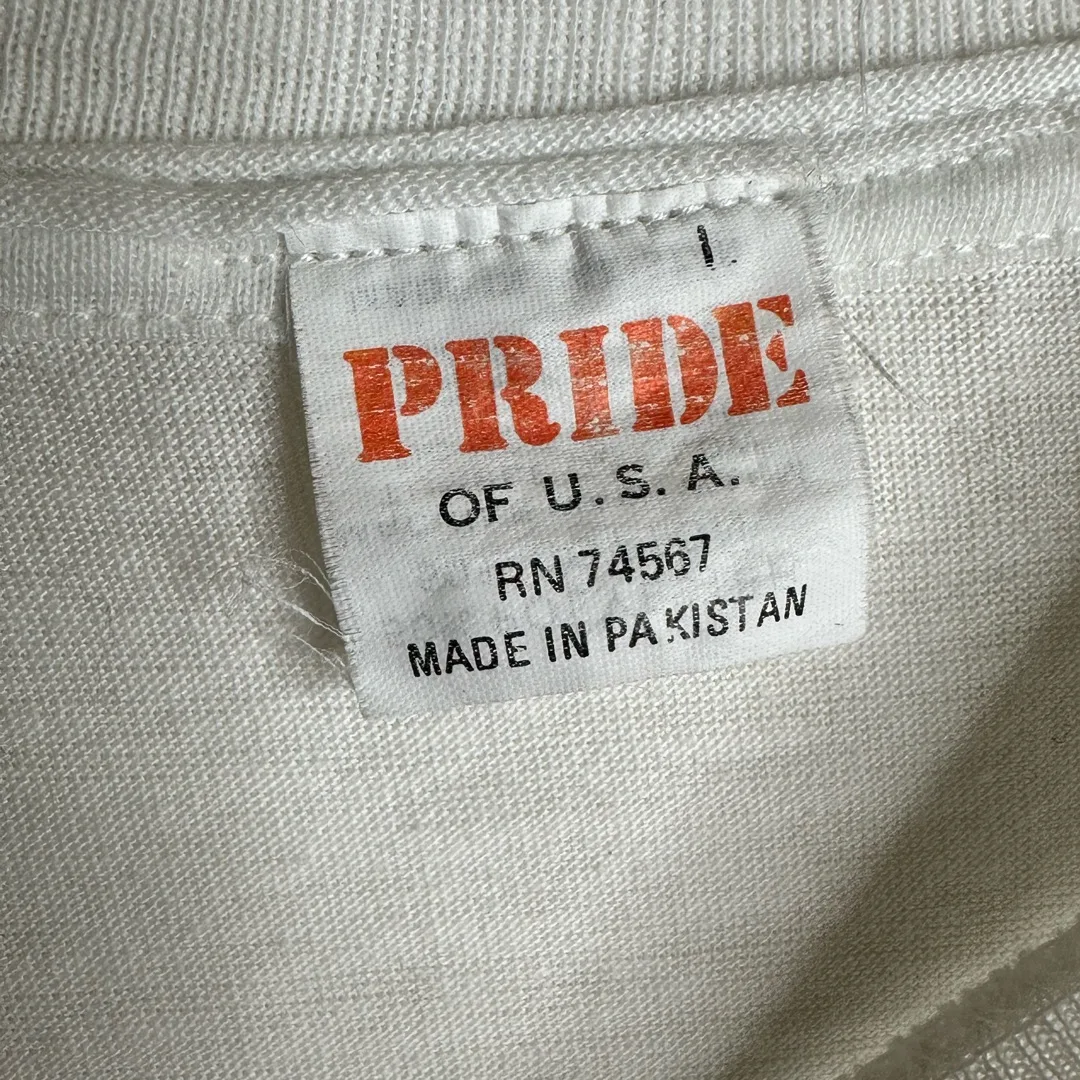 PRIDE
OF U.S.A.
RN 74567
MADE IN PAKISTAN